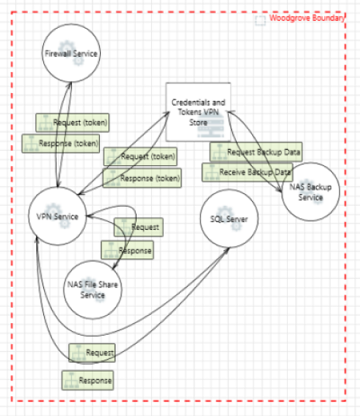 Woodgrove Boundary
Firewall Service
Request (token)
Response (token)
Credentials and
Tokens VPN
Store
Request (token)
Response (token)
Request Backup Data
Receive Backup Data
NAS Backup
Service
VPN Service
SQL Server
Request
Response
NAS File Share
Service
Request
Response